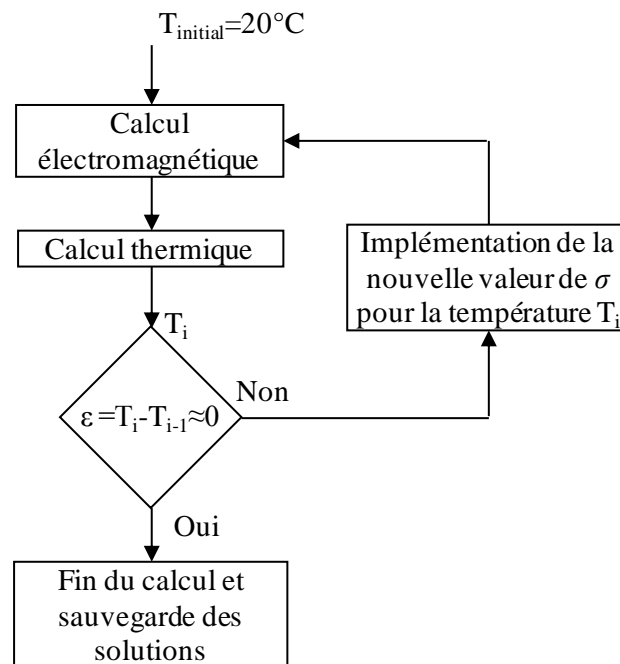 T_initial=20°C
Calcul
électromagnétique
Calcul thermique
Implémentation de la
nouvelle valeur de σ
pour la température T_i
T_i
ε=T_i-T_i-1≈0
Non
Oui
Fin du calcul et
sauvegarde des
solutions